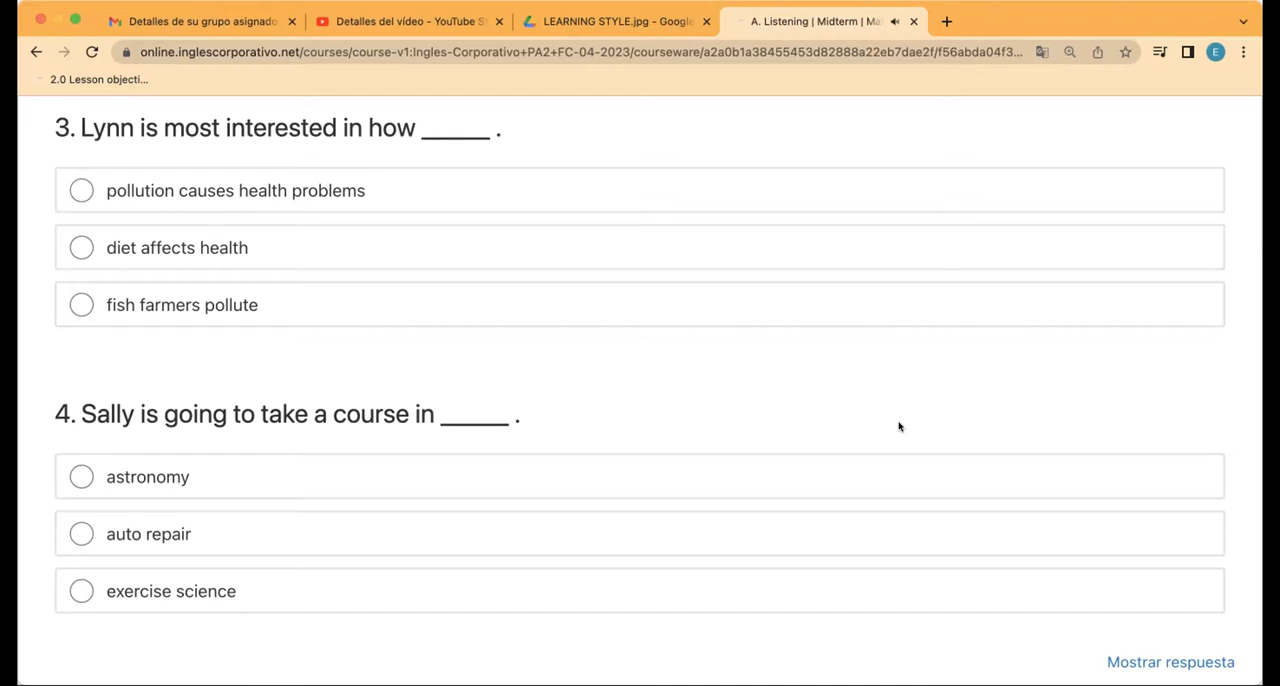 Detalles de su grupo asignado
Detalles del vídeo - YouTube S
LEARNING STYLE.jpg - Google
A. Listening | Midterm | Ma
online.inglescorporativo.net/courses/course-v1:Ingles-Corporativo+PA2+FC-04-2023/courseware/a2a0b1a38455453d82888a22eb7dae2f/f56abda04f3...
E
2.0 Lesson objecti...
3. Lynn is most interested in how ______ .
pollution causes health problems
diet affects health
fish farmers pollute
4. Sally is going to take a course in ______ .
astronomy
auto repair
exercise science
Mostrar respuesta